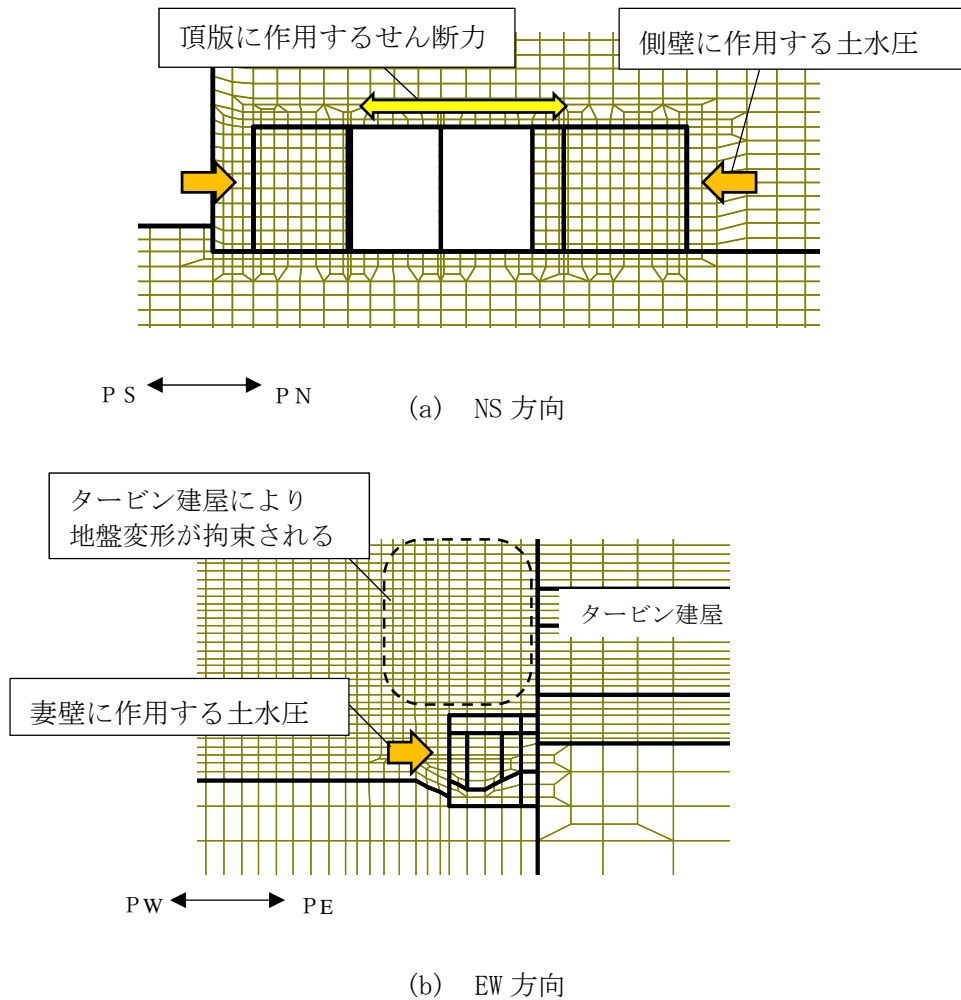 頂版に作用するせん断力
側壁に作用する土水圧
PS
PN
(a) NS 方向
タービン建屋により
地盤変形が拘束される
タービン建屋
妻壁に作用する土水圧
PW
PE
(b) EW 方向